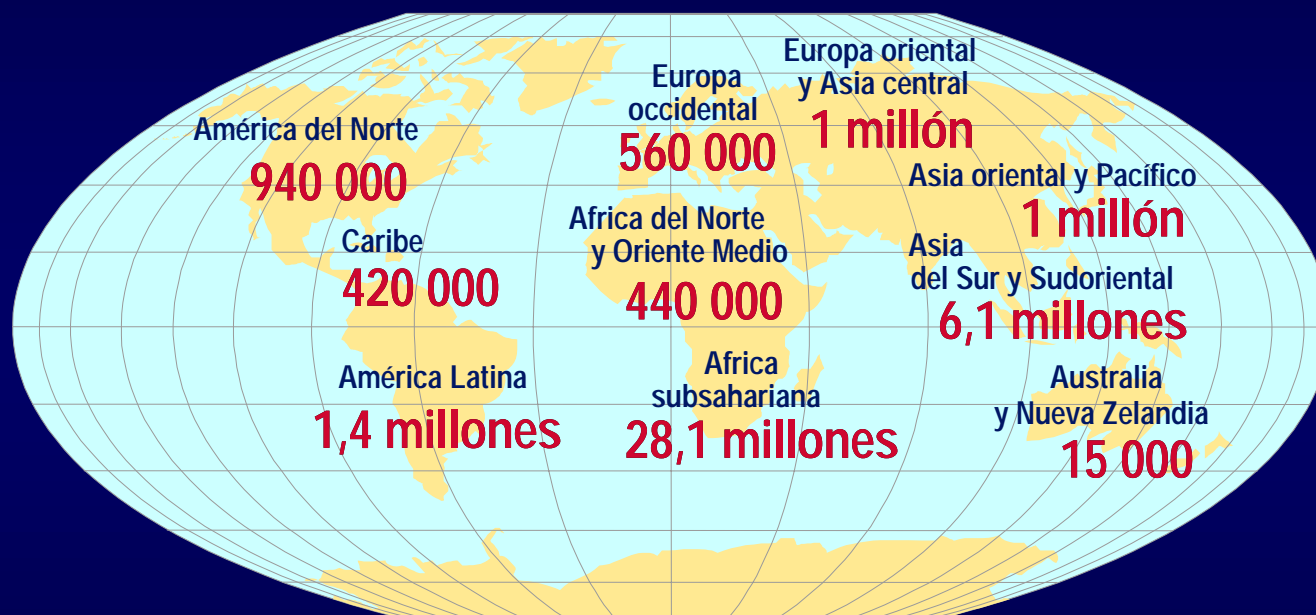 América del Norte
940 000
Caribe
420 000
América Latina
1,4 millones
Europa
occidental
560 000
Africa del Norte
y Oriente Medio
440 000
Africa
subsahariana
28,1 millones
Europa oriental
y Asia central
1 millón
Asia oriental y Pacífico
1 millón
Asia
del Sur y Sudoriental
6,1 millones
Australia
y Nueva Zelandia
15 000